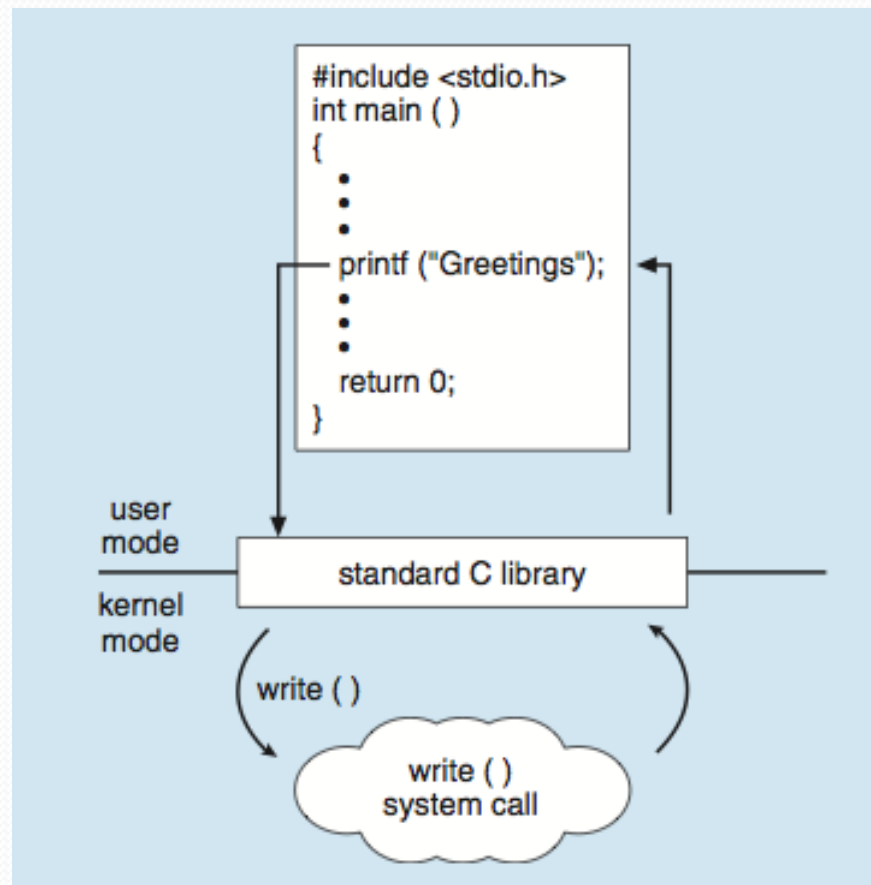 #include <stdio.h>
int main ( )
{
•
•
•
printf ("Greetings");
•
•
•
return 0;
}
user
mode
standard C library
kernel
mode
write ( )
write ( )
system call